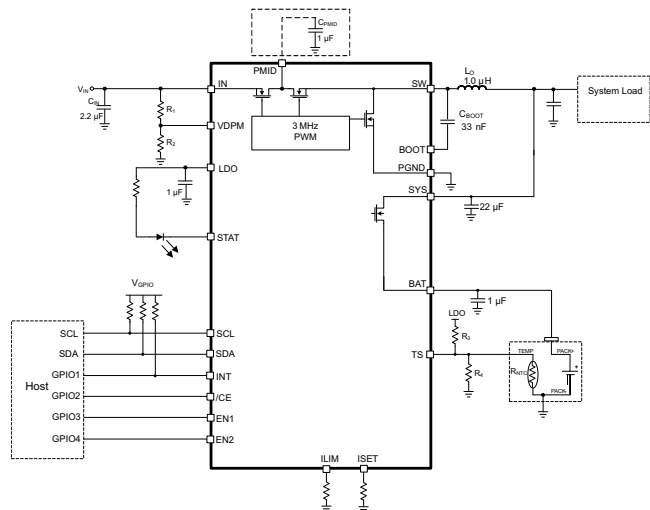 CPMID
1 µF
PMID
VIN
IN
SW
LO
1.0 µH
System Load
CIN
2.2 µF
R1
VDPM
3 MHz
PWM
CBOOT
33 nF
R2
BOOT
LDO
PGND
1 µF
SYS
22 µF
STAT
VGPIO
BAT
1 µF
LDO
R3
SCL
SCL
SDA
SDA
TS
TEMP
PACK+
+
GPIO1
INT
R4
RNTC
Host
GPIO2
/CE
PACK-
GPIO3
EN1
GPIO4
EN2
ILIM
ISET